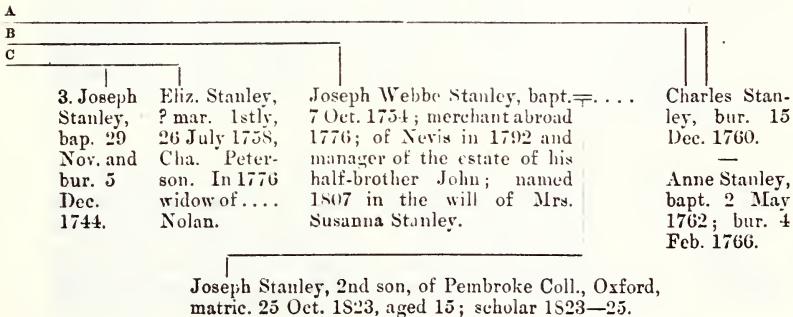 A
B
C
3. Joseph
Stanley,
bap. 29
Nov. and
bur. 5
Dec.
1744.
Eliz. Stanley,
? mar. 1stly,
26 July 1758,
Cha. Peter-
son. In 1776
widow of ....
Nolan.
Joseph Webbe Stanley, bapt.=....
7 Oct. 1754; merchant abroad
1776; of Nevis in 1792 and
manager of the estate of his
half-brother John; named
1807 in the will of Mrs.
Susanna Stanley.
Charles Stan-
ley, bur. 15
Dec. 1760.
—
Anne Stanley,
bapt. 2 May
1762; bur. 4
Feb. 1766.
Joseph Stanley, 2nd son, of Pembroke Coll., Oxford,
matric. 25 Oct. 1823, aged 15; scholar 1823—25.